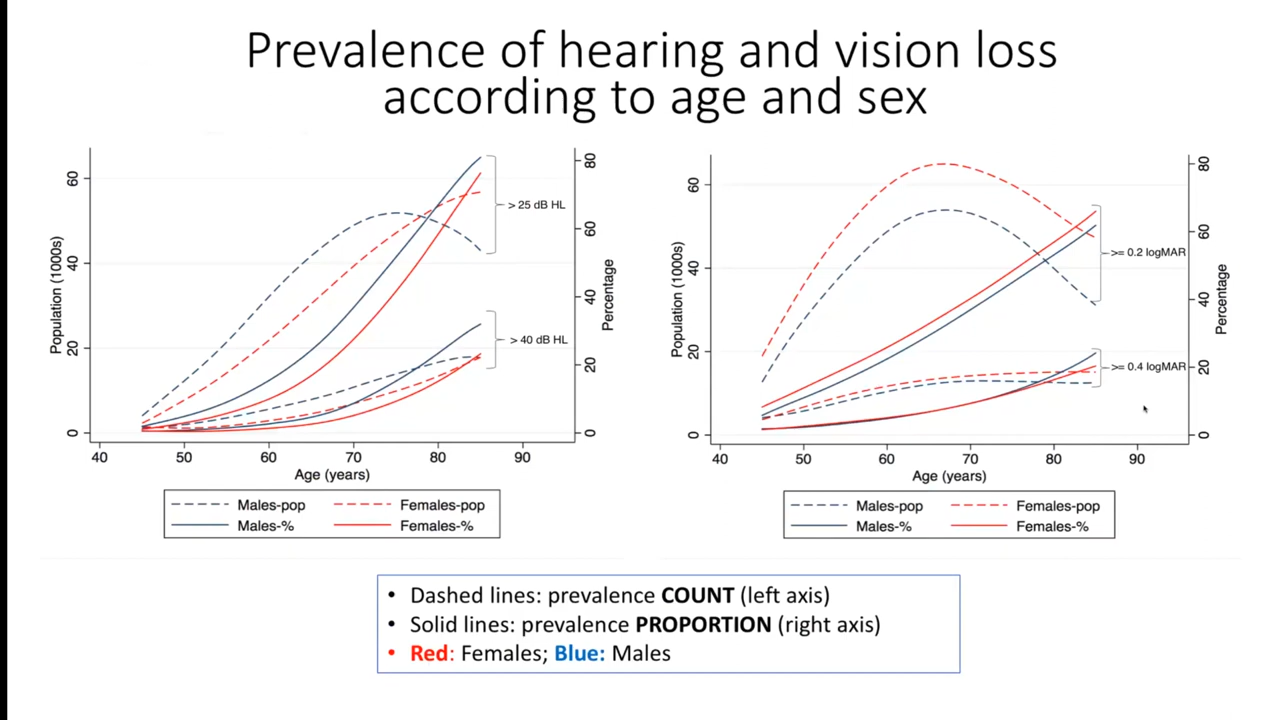 Prevalence of hearing and vision loss
according to age and sex
Population (1000s)
60
40
20
0
80
60
40
20
0
Percentage
> 25 dB HL
> 40 dB HL
40 50 60 70 80 90
Age (years)
Males-pop Females-pop
Males-% Females-%
Population (1000s)
60
40
20
0
80
60
40
20
0
Percentage
>= 0.2 logMAR
>= 0.4 logMAR
40 50 60 70 80 90
Age (years)
Males-pop Females-pop
Males-% Females-%
• Dashed lines: prevalence COUNT (left axis)
• Solid lines: prevalence PROPORTION (right axis)
• Red: Females; Blue: Males